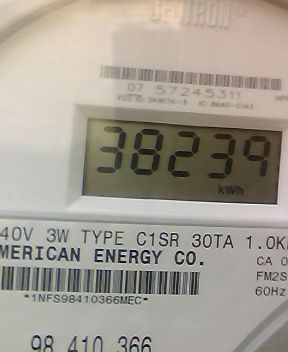 07 57245311
38239
kWh
40V 3W TYPE C1SR 30TA 1.0K
MERICAN ENERGY CO.
CA 0
FM2S
60Hz
*1NFS98410366MEC*
98 410 366